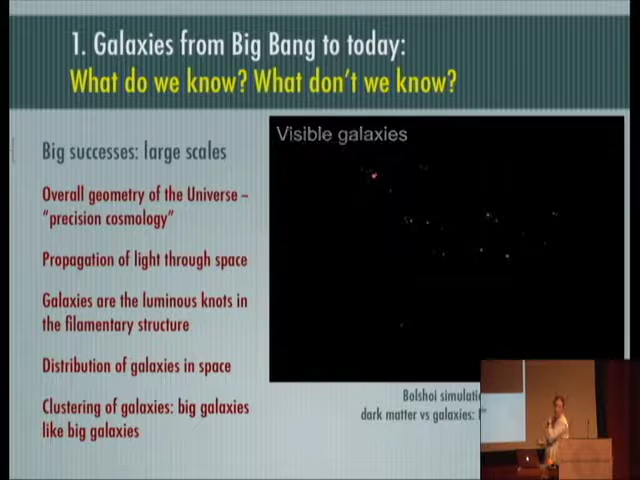 1. Galaxies from Big Bang to today:
What do we know? What don't we know?
Big successes: large scales
Overall geometry of the Universe –
“precision cosmology”
Propagation of light through space
Galaxies are the luminous knots in
the filamentary structure
Distribution of galaxies in space
Clustering of galaxies: big galaxies
like big galaxies
Visible galaxies
Bolshoi
dark matter vs galaxies: